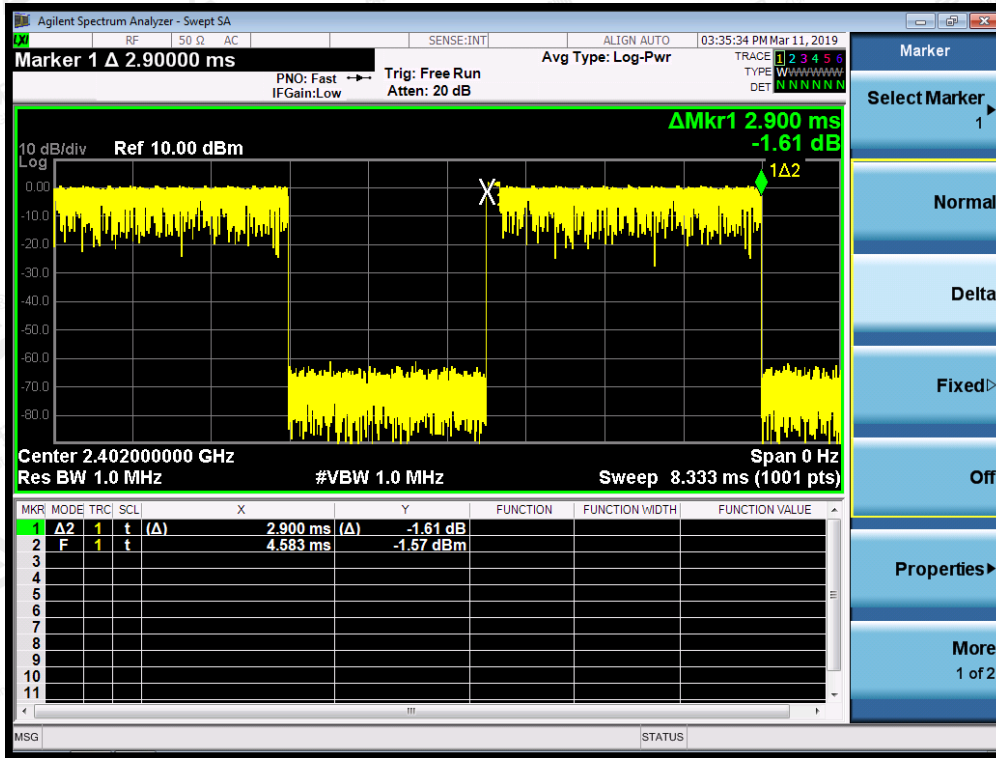 Agilent Spectrum Analyzer - Swept SA
LXI RF 50 Ω AC SENSE:INT ALIGN AUTO 03:35:34 PM Mar 11, 2019
Marker 1 Δ 2.90000 ms
PNO: Fast Trig: Free Run Avg Type: Log-Pwr TRACE 1 2 3 4 5 6
IFGain:Low Atten: 20 dB TYPE WWWWWW
DET N N N N N N
ΔMkr1 2.900 ms
-1.61 dB
10 dB/div Ref 10.00 dBm
Log
1Δ2
0.00
-10.0
-20.0
-30.0
-40.0
-50.0
-60.0
-70.0
-80.0
Center 2.402000000 GHz Span 0 Hz
Res BW 1.0 MHz #VBW 1.0 MHz Sweep 8.333 ms (1001 pts)
MKR MODE TRC SCL X Y FUNCTION FUNCTION WIDTH FUNCTION VALUE
1 Δ2 1 t (Δ) 2.900 ms (Δ) -1.61 dB
2 F 1 t 4.583 ms -1.57 dBm
3
4
5
6
7
8
9
10
11
MSG STATUS
Marker
Select Marker
1
Normal
Delta
Fixed
Off
Properties
More
1 of 2